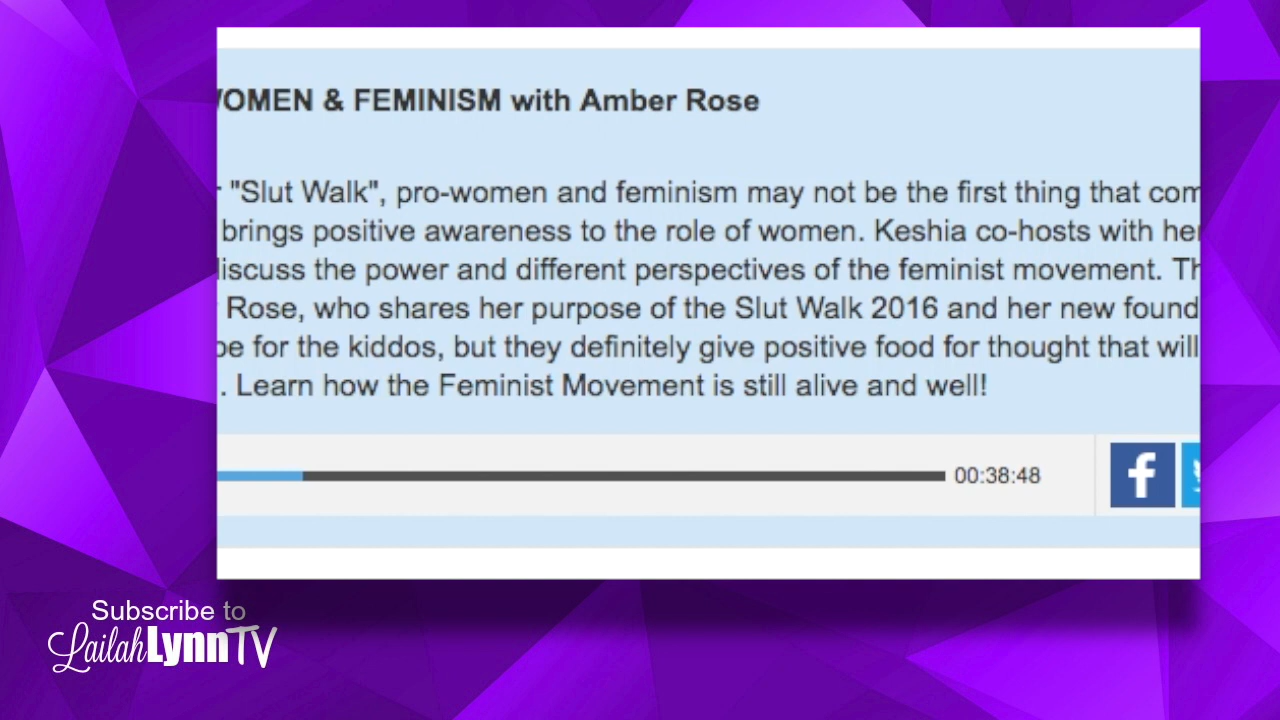 OMEN & FEMINISM with Amber Rose
"Slut Walk", pro-women and feminism may not be the first thing that com
brings positive awareness to the role of women. Keshia co-hosts with her
iscuss the power and different perspectives of the feminist movement. Th
Rose, who shares her purpose of the Slut Walk 2016 and her new found
be for the kiddos, but they definitely give positive food for thought that will
. Learn how the Feminist Movement is still alive and well!
00:38:48
f
Subscribe to
LailahLynnTV